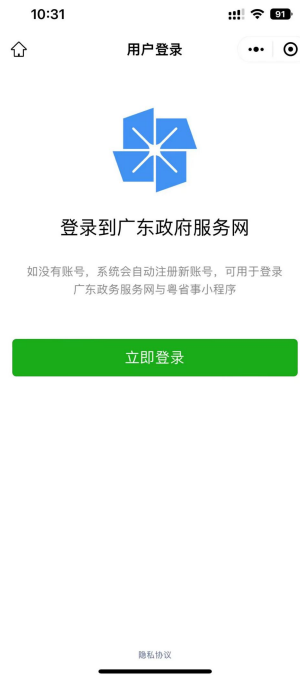 10:31
91
用户登录
登录到广东政府服务网
如没有账号，系统会自动注册新账号，可用于登录
广东政务服务网与粤省事小程序
立即登录
隐私协议